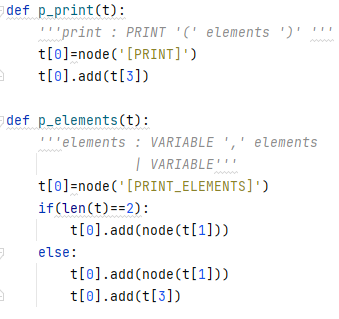 def p_print(t):
    '''print : PRINT '(' elements ')' '''
    t[0]=node('[PRINT]')
    t[0].add(t[3])

def p_elements(t):
    '''elements : VARIABLE ',' elements
                | VARIABLE'''
    t[0]=node('[PRINT_ELEMENTS]')
    if(len(t)==2):
        t[0].add(node(t[1]))
    else:
        t[0].add(node(t[1]))
        t[0].add(t[3])